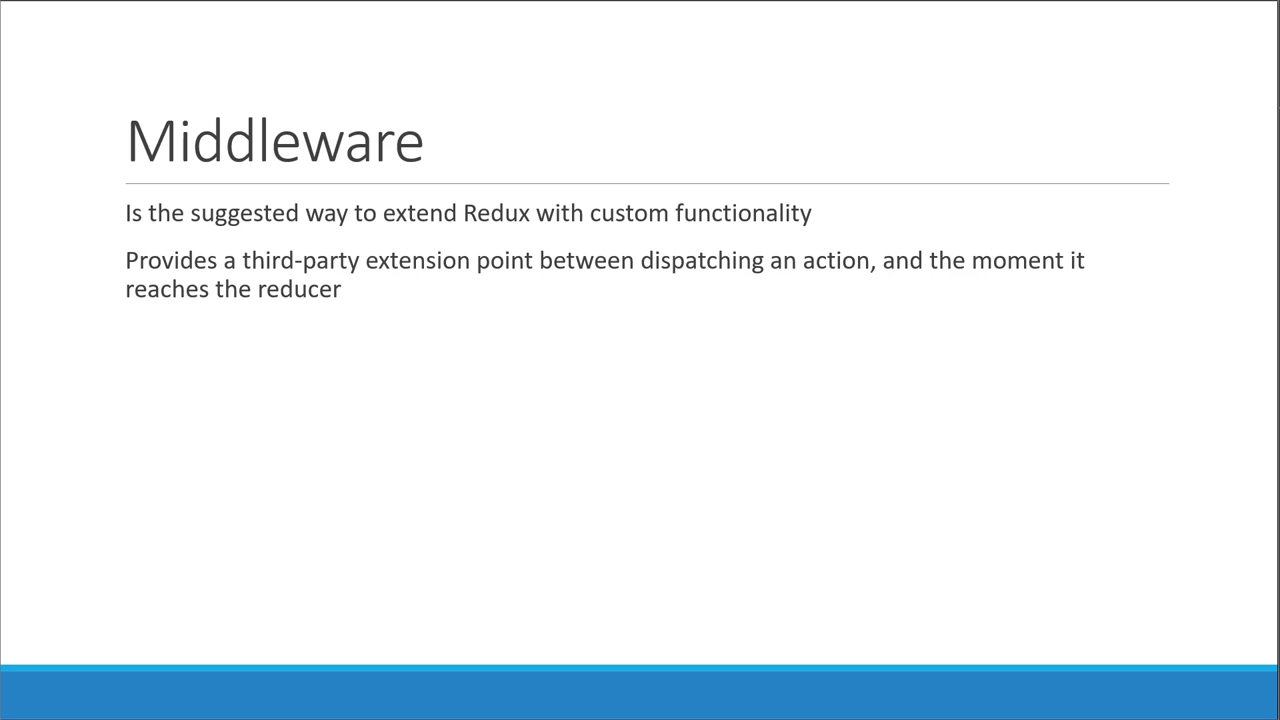 Middleware
Is the suggested way to extend Redux with custom functionality
Provides a third-party extension point between dispatching an action, and the moment it
reaches the reducer